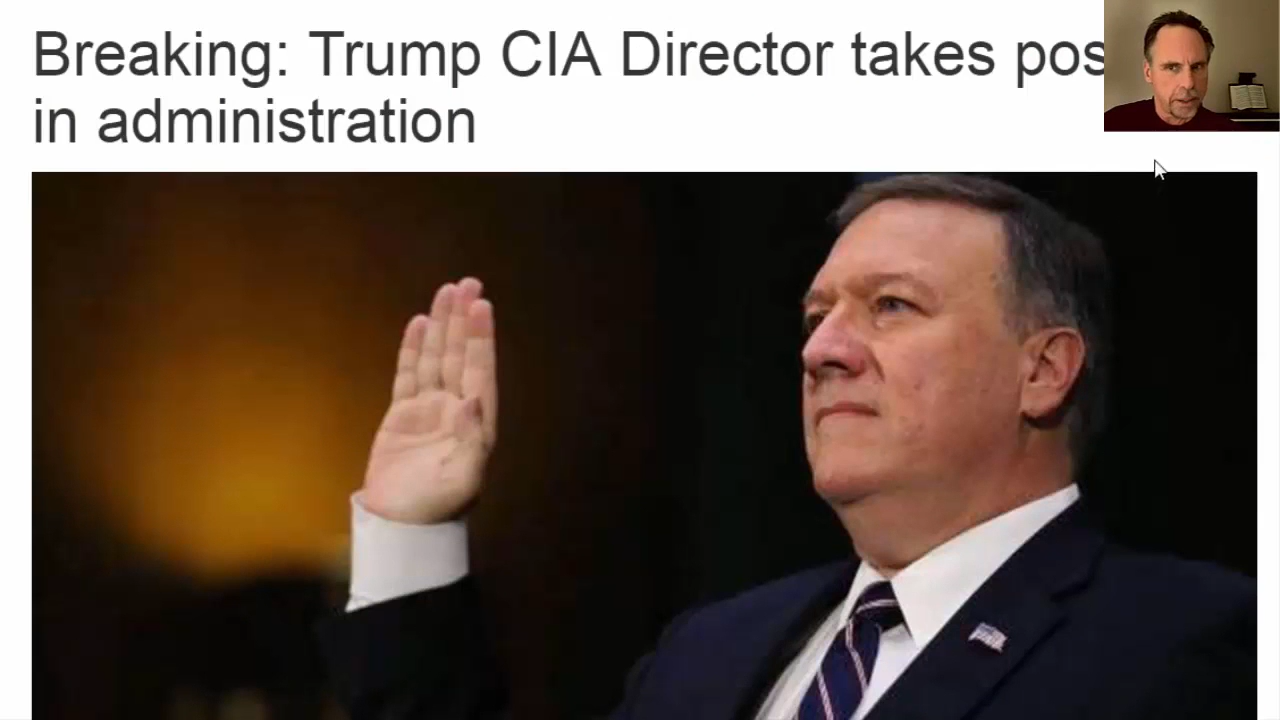 Breaking: Trump CIA Director takes pos
in administration